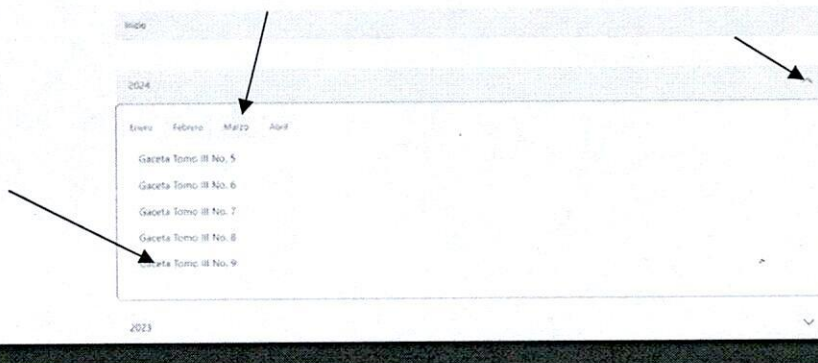 Inicio
2024
Enero Febrero Marzo Abril
Gaceta Tomo III No. 5
Gaceta Tomo III No. 6
Gaceta Tomo III No. 7
Gaceta Tomo III No. 8
Gaceta Tomo III No. 9
2023